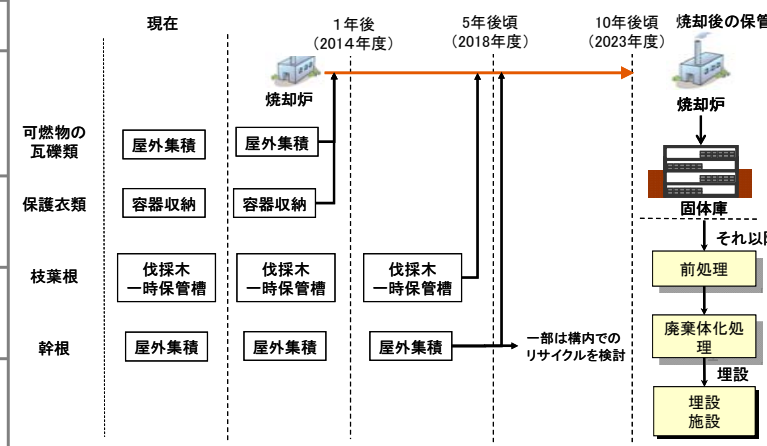 現在
1年後
(2014年度)
5年後頃
(2018年度)
10年後頃
(2023年度)
焼却後の保管
焼却炉
焼却炉
可燃物の
瓦礫類
屋外集積
屋外集積
保護衣類
容器収納
容器収納
固体庫
それ以
枝葉根
伐採木
一時保管槽
伐採木
一時保管槽
伐採木
一時保管槽
前処理
幹根
屋外集積
屋外集積
屋外集積
一部は構内での
リサイクルを検討
廃棄体化処
理
埋設
埋設
施設